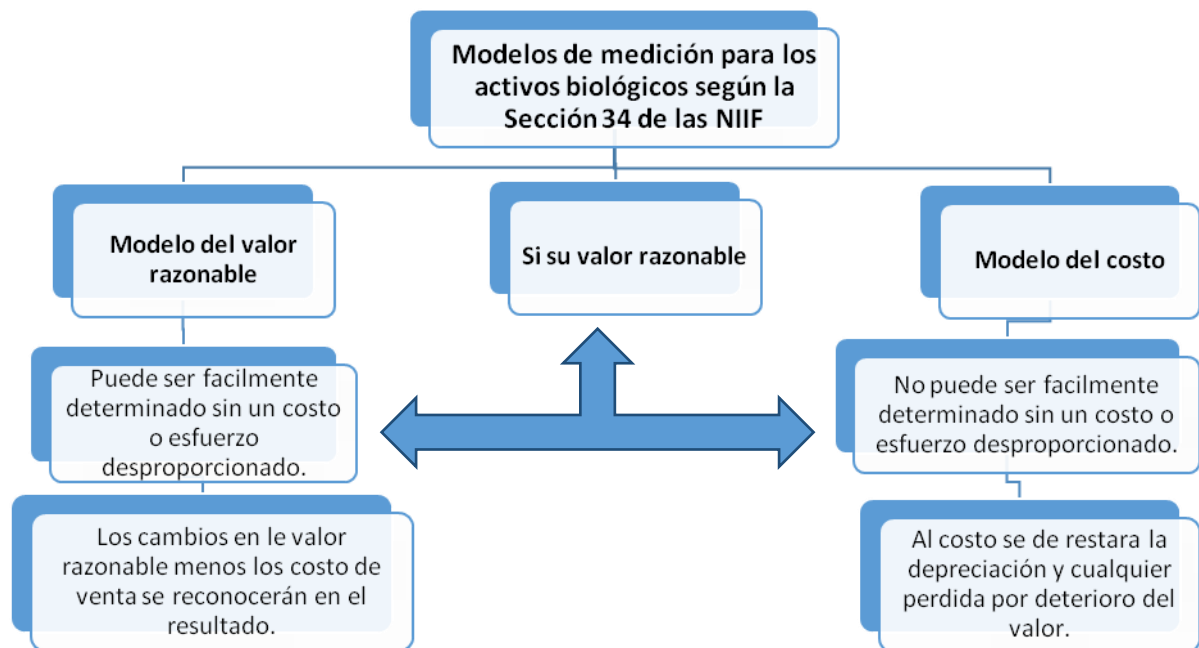 Modelos de medición para los
activos biológicos según la
Sección 34 de las NIIF
Modelo del valor
razonable
Si su valor razonable
Modelo del costo
Puede ser facilmente
determinado sin un costo
o esfuerzo
desproporcionado.
No puede ser facilmente
determinado sin un costo o
esfuerzo desproporcionado.
Los cambios en le valor
razonable menos los costo de
venta se reconocerán en el
resultado.
Al costo se de restara la
depreciación y cualquier
perdida por deterioro del
valor.